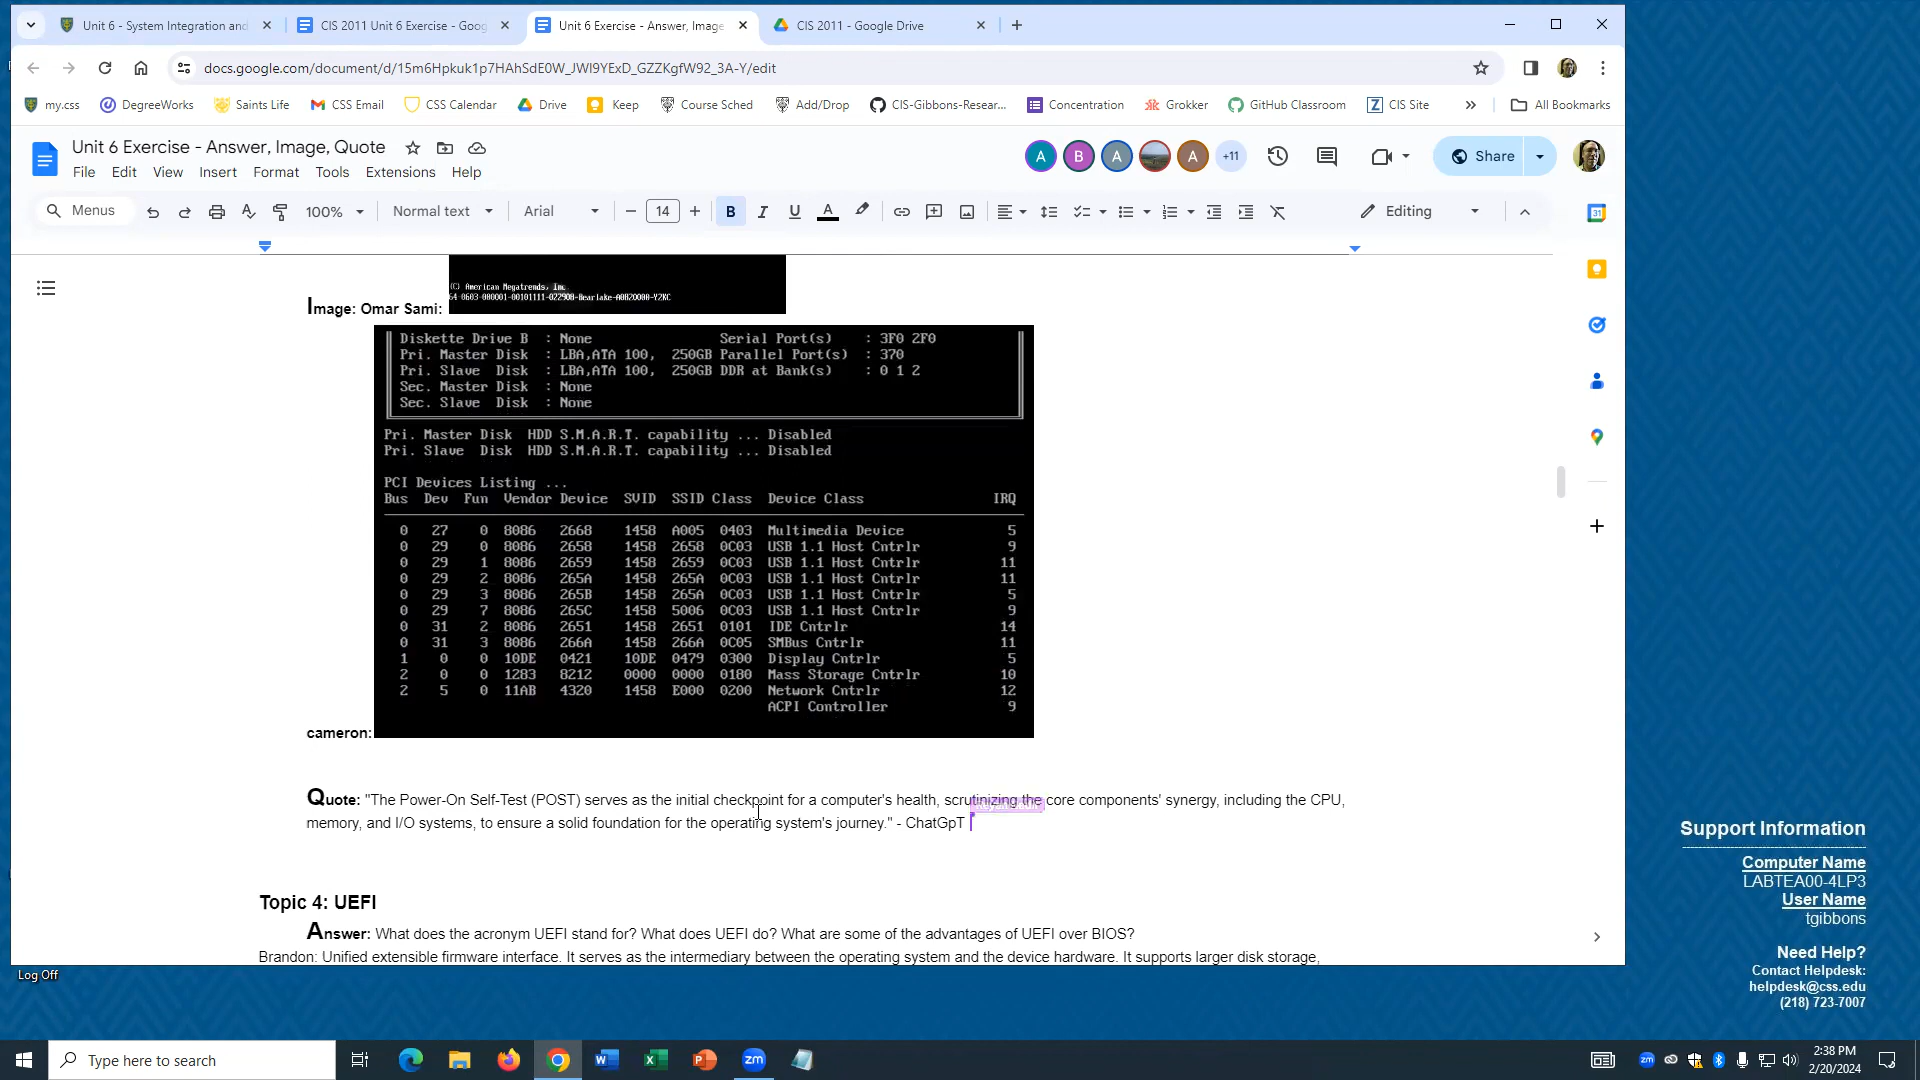 Unit 6 - System Integration and
CIS 2011 Unit 6 Exercise - Goog
Unit 6 Exercise - Answer, Image
CIS 2011 - Google Drive
docs.google.com/document/d/15m6Hpkuk1p7HAhSdE0W_JWl9YExD_GZZKgfW92_3A-Y/edit
my.css DegreeWorks Saints Life CSS Email CSS Calendar Drive Keep Course Sched Add/Drop CIS-Gibbons-Resear... Concentration Grokker GitHub Classroom CIS Site » All Bookmarks
Unit 6 Exercise - Answer, Image, Quote
A B A A +11 Share
File Edit View Insert Format Tools Extensions Help
Menus 100% Normal text Arial 14 B I U A Editing
(C) American Megatrends, Inc.
64-0603-000001-00101111-022908-Bearlake-A0820000-Y2KC
Image: Omar Sami:
Diskette Drive B : None Serial Port(s) : 3F0 2F0
Pri. Master Disk : LBA,ATA 100, 250GB Parallel Port(s) : 370
Pri. Slave Disk : LBA,ATA 100, 250GB DDR at Bank(s) : 0 1 2
Sec. Master Disk : None
Sec. Slave Disk : None
Pri. Master Disk HDD S.M.A.R.T. capability ... Disabled
Pri. Slave Disk HDD S.M.A.R.T. capability ... Disabled
PCI Devices Listing ...
Bus Dev Fun Vendor Device SVID SSID Class Device Class IRQ
0 27 0 8086 2668 1458 A005 0403 Multimedia Device 5
0 29 0 8086 2658 1458 2658 0C03 USB 1.1 Host Cntrlr 9
0 29 1 8086 2659 1458 2659 0C03 USB 1.1 Host Cntrlr 11
0 29 2 8086 265A 1458 265A 0C03 USB 1.1 Host Cntrlr 11
0 29 3 8086 265B 1458 265A 0C03 USB 1.1 Host Cntrlr 5
0 29 7 8086 265C 1458 5006 0C03 USB 1.1 Host Cntrlr 9
0 31 2 8086 2651 1458 2651 0101 IDE Cntrlr 14
0 31 3 8086 266A 1458 266A 0C05 SMBus Cntrlr 11
1 0 0 10DE 0421 10DE 0479 0300 Display Cntrlr 5
2 0 0 1283 8212 0000 0000 0180 Mass Storage Cntrlr 10
2 5 0 11AB 4320 1458 E000 0200 Network Cntrlr 12
ACPI Controller 9
cameron:
Quote: "The Power-On Self-Test (POST) serves as the initial checkpoint for a computer's health, scrutinizing the core components' synergy, including the CPU,
memory, and I/O systems, to ensure a solid foundation for the operating system's journey." - ChatGpT
Topic 4: UEFI
Answer: What does the acronym UEFI stand for? What does UEFI do? What are some of the advantages of UEFI over BIOS?
Brandon: Unified extensible firmware interface. It serves as the intermediary between the operating system and the device hardware. It supports larger disk storage,
Log Off
Support Information
Computer Name
LABTEA00-4LP3
User Name
tgibbons
Need Help?
Contact Helpdesk:
helpdesk@css.edu
(218) 723-7007
Type here to search
2:38 PM
2/20/2024